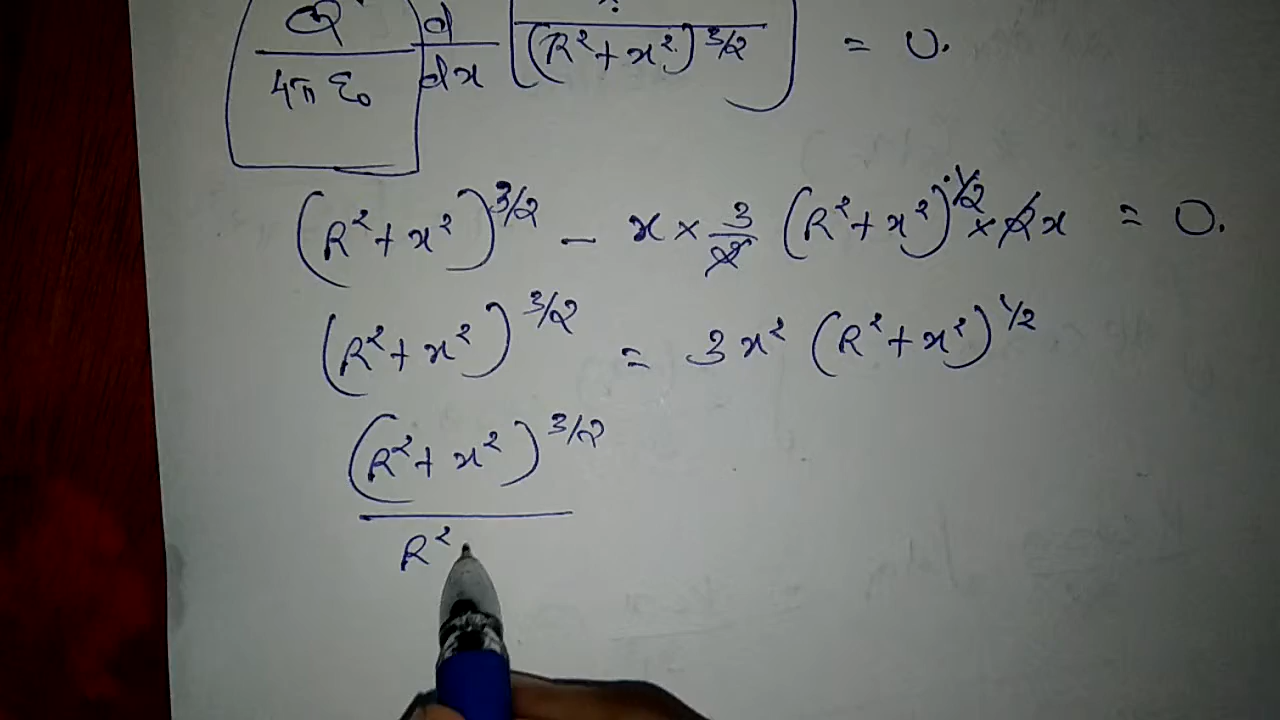 Q/4πε₀ d/dx [ /(R²+x²)^3/2 ] = 0.
(R²+x²)^3/2 − x × 3/2 (R²+x²)^1/2 × 2x = 0.
(R²+x²)^3/2 = 3x² (R²+x²)^1/2
(R²+x²)^3/2
R²